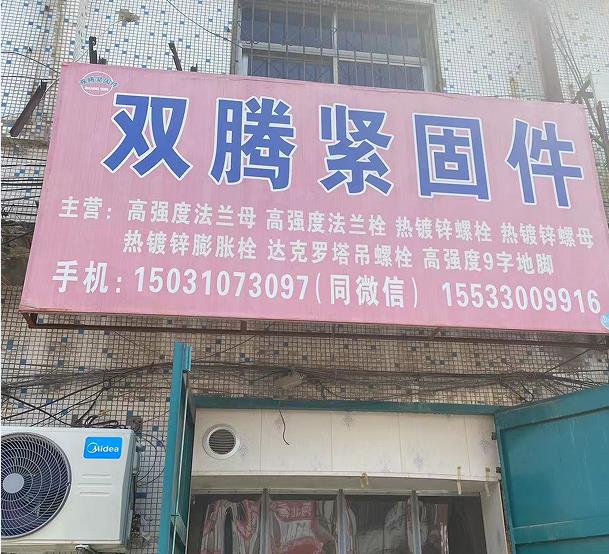 双腾紧固件
主营：高强度法兰母 高强度法兰栓 热镀锌螺栓 热镀锌螺母
热镀锌膨胀栓 达克罗塔吊螺栓 高强度9字地脚
手机：15031073097(同微信) 15533009916
Midea